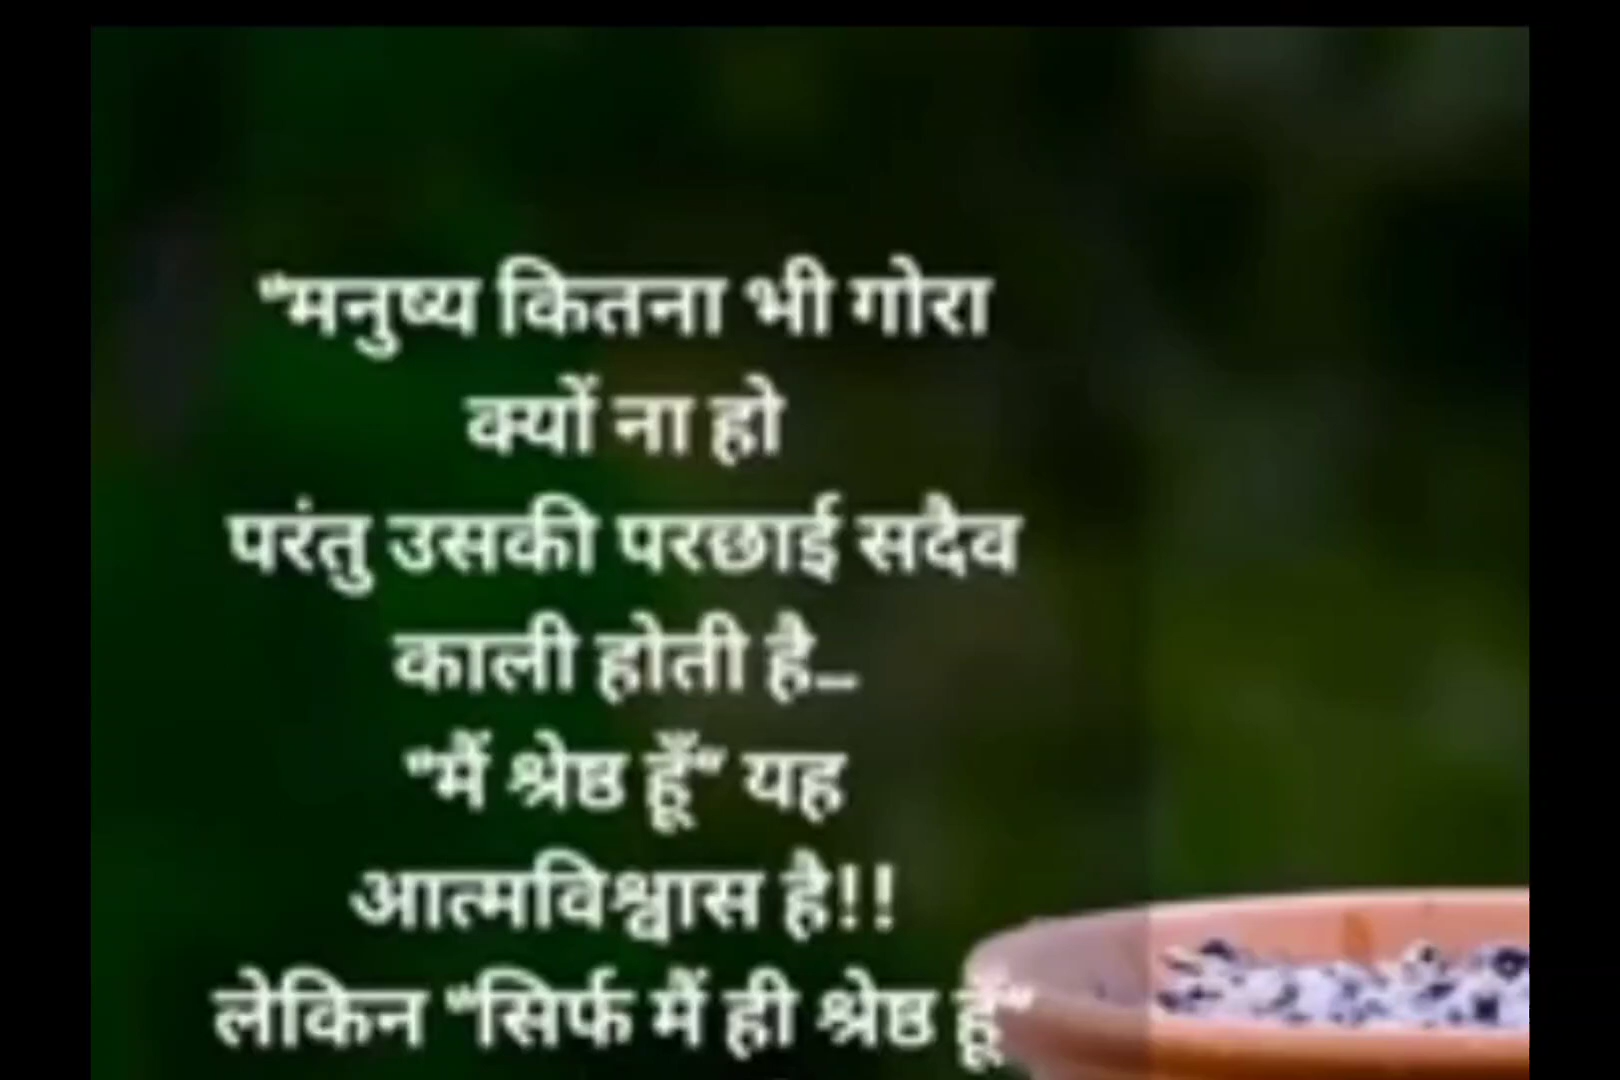 "मनुष्य कितना भी गोरा
क्यों ना हो
परंतु उसकी परछाई सदैव
काली होती है...
"मैं श्रेष्ठ हूँ" यह
आत्मविश्वास है!!
लेकिन "सिर्फ मैं ही श्रेष्ठ हूँ"